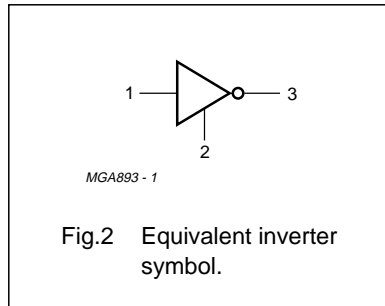 1
3
2
MGA893 - 1
Fig.2 Equivalent inverter
symbol.